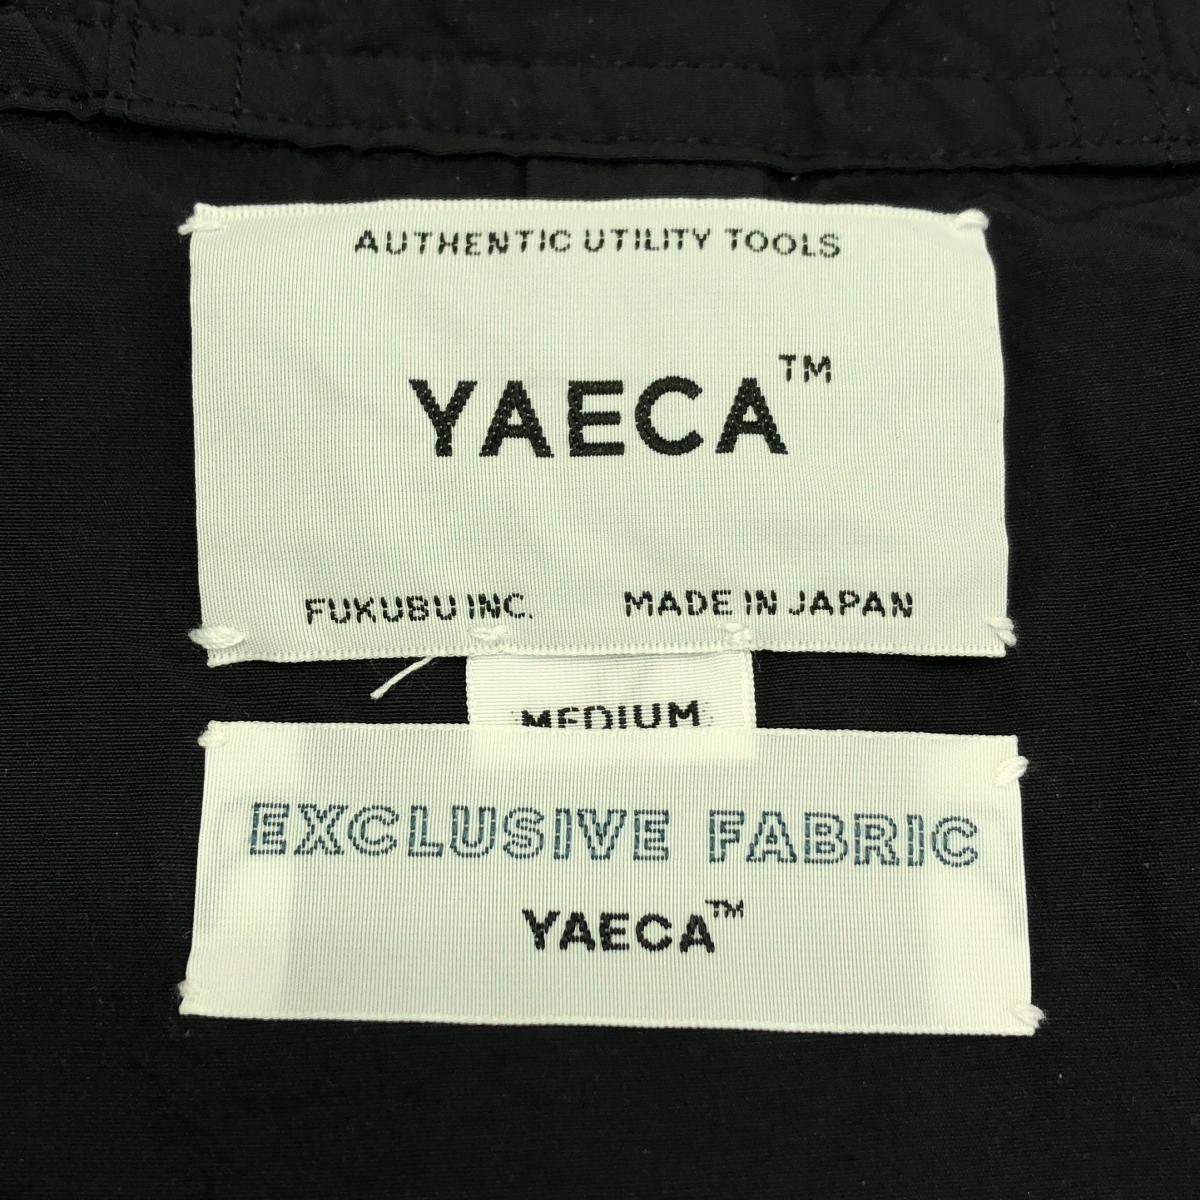 AUTHENTIC UTILITY TOOLS
YAECA™
FUKUBU INC. MADE IN JAPAN
MEDIUM
EXCLUSIVE FABRIC
YAECA™